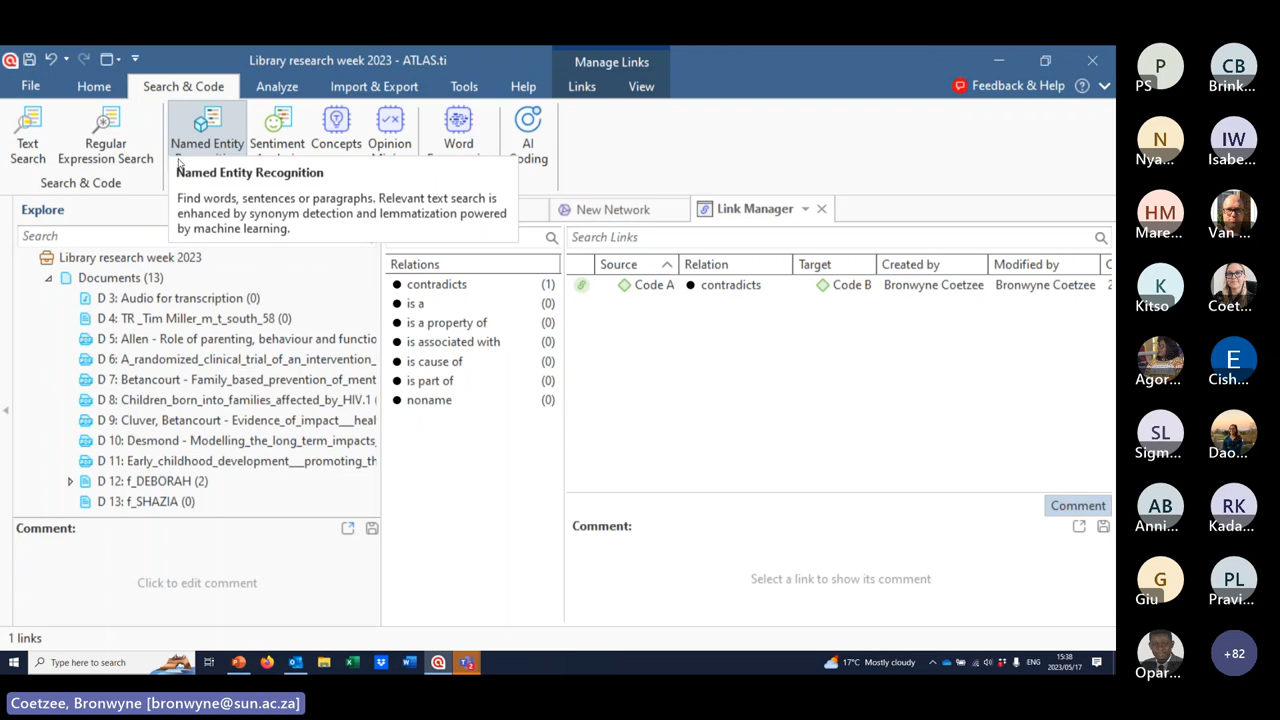 Library research week 2023 - ATLAS.ti
Manage Links
File
Home
Search & Code
Analyze
Import & Export
Tools
Help
Links
View
Feedback & Help
Text
Search
Regular
Expression Search
Named Entity
Sentiment
Concepts
Opinion
Word
AI
Coding
Search & Code
Named Entity Recognition
Find words, sentences or paragraphs. Relevant text search is
enhanced by synonym detection and lemmatization powered
by machine learning.
Explore
New Network
Link Manager
Search
Search Links
Library research week 2023
Documents (13)
D 3: Audio for transcription (0)
D 4: TR _Tim Miller_m_t_south_58 (0)
D 5: Allen - Role of parenting, behaviour and functio
D 6: A_randomized_clinical_trial_of_an_intervention_
D 7: Betancourt - Family_based_prevention_of_ment
D 8: Children_born_into_families_affected_by_HIV.1 (
D 9: Cluver, Betancourt - Evidence_of_impact__heal
D 10: Desmond - Modelling_the_long_term_impacts_
D 11: Early_childhood_development__promoting_th
D 12: f_DEBORAH (2)
D 13: f_SHAZIA (0)
Relations
contradicts (1)
is a (0)
is a property of (0)
is associated with (0)
is cause of (0)
is part of (0)
noname (0)
Source Relation Target Created by Modified by C
Code A contradicts Code B Bronwyne Coetzee Bronwyne Coetzee 2
Comment:
Click to edit comment
Comment
Comment:
Select a link to show its comment
1 links
Type here to search
17°C Mostly cloudy
ENG
15:38
2023/05/17
Coetzee, Bronwyne [bronwyne@sun.ac.za]
P
PS
CB
Brink...
N
Nya...
IW
Isabe...
HM
Mare...
Van ...
K
Kitso
Coet...
Agor...
E
Cish...
SL
Sigm...
Dao...
AB
Anni...
RK
Kada...
G
Giu
PL
Pravi...
Opar...
+82